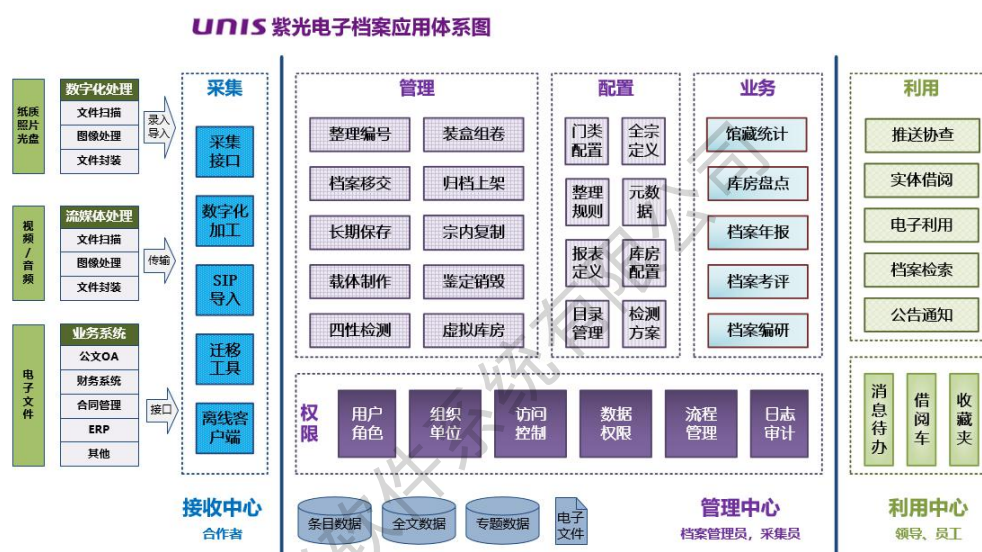 UNIS 紫光电子档案应用体系图
纸质
照片
光盘
数字化处理
文件扫描
图像处理
文件封装
录入
导入
视
频
/
音
频
流媒体处理
文件扫描
图像处理
文件封装
传输
电
子
文
件
业务系统
公文OA
财务系统
合同管理
ERP
其他
接口
采集
采集
接口
数字化
加工
SIP
导入
迁移
工具
离线客
户端
接收中心
合作者
管理
整理编号
装盒组卷
档案移交
归档上架
长期保存
宗内复制
载体制作
鉴定销毁
四性检测
虚拟库房
配置
门类
配置
全宗
定义
整理
规则
元数
据
报表
定义
库房
配置
目录
管理
检测
方案
业务
馆藏统计
库房盘点
档案年报
档案考评
档案编研
权
限
用户
角色
组织
单位
访问
控制
数据
权限
流程
管理
日志
审计
条目数据
全文数据
专题数据
电子
文件
管理中心
档案管理员，采集员
利用
推送协查
实体借阅
电子利用
档案检索
公告通知
消
息
待
办
借
阅
车
收
藏
夹
利用中心
领导、员工
软件系统有限公司